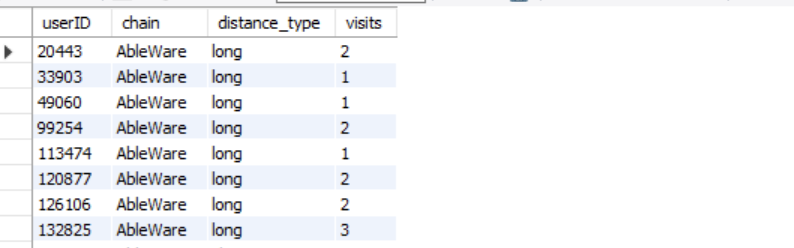 userID chain distance_type visits
20443 AbleWare long 2
33903 AbleWare long 1
49060 AbleWare long 1
99254 AbleWare long 2
113474 AbleWare long 1
120877 AbleWare long 2
126106 AbleWare long 2
132825 AbleWare long 3